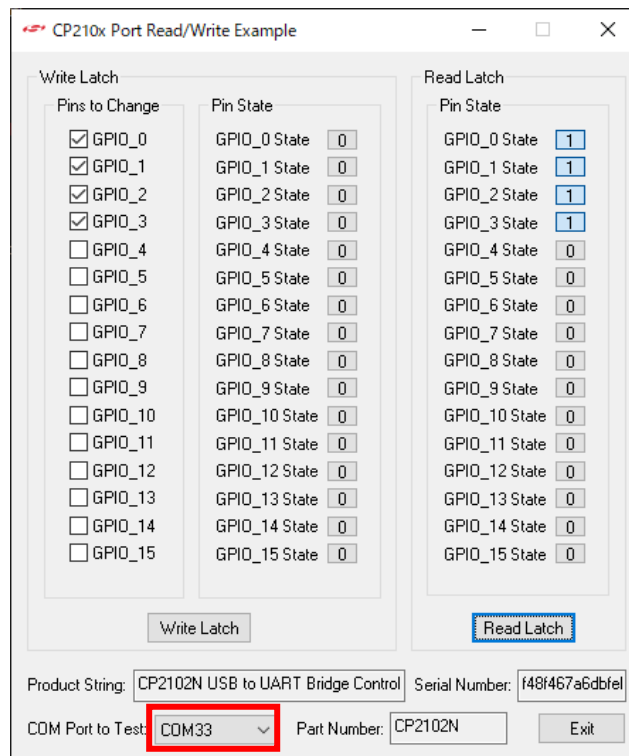 CP210x Port Read/Write Example
Write Latch
Read Latch
Pins to Change
Pin State
Pin State
GPIO_0 GPIO_0 State 0 GPIO_0 State 1
GPIO_1 GPIO_1 State 0 GPIO_1 State 1
GPIO_2 GPIO_2 State 0 GPIO_2 State 1
GPIO_3 GPIO_3 State 0 GPIO_3 State 1
GPIO_4 GPIO_4 State 0 GPIO_4 State 0
GPIO_5 GPIO_5 State 0 GPIO_5 State 0
GPIO_6 GPIO_6 State 0 GPIO_6 State 0
GPIO_7 GPIO_7 State 0 GPIO_7 State 0
GPIO_8 GPIO_8 State 0 GPIO_8 State 0
GPIO_9 GPIO_9 State 0 GPIO_9 State 0
GPIO_10 GPIO_10 State 0 GPIO_10 State 0
GPIO_11 GPIO_11 State 0 GPIO_11 State 0
GPIO_12 GPIO_12 State 0 GPIO_12 State 0
GPIO_13 GPIO_13 State 0 GPIO_13 State 0
GPIO_14 GPIO_14 State 0 GPIO_14 State 0
GPIO_15 GPIO_15 State 0 GPIO_15 State 0
Write Latch
Read Latch
Product String: CP2102N USB to UART Bridge Control Serial Number: f48f467a6dbfel
COM Port to Test: COM33 Part Number: CP2102N Exit